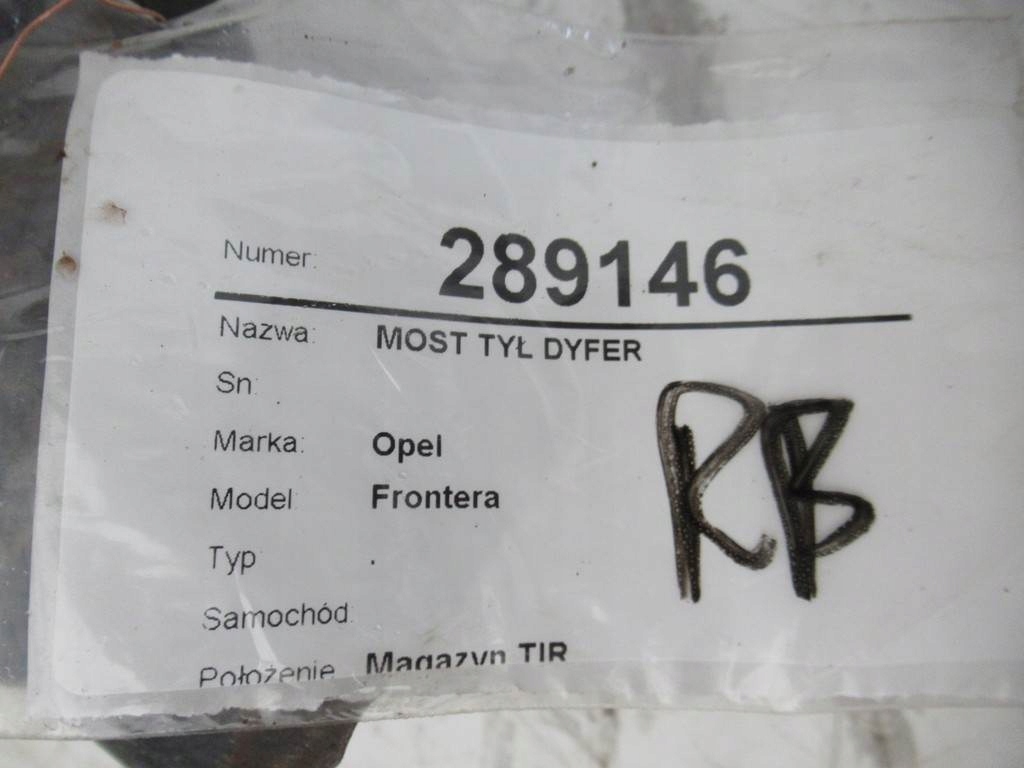 Numer: 289146
Nazwa: MOST TYŁ DYFER
Sn: .
Marka: Opel
Model: Frontera
Typ .
Samochód:
Położenie Magazyn TIR
RB